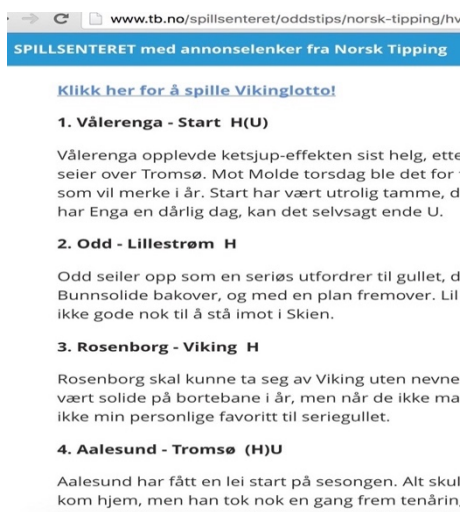 www.tb.no/spillsenteret/oddstips/norsk-tipping/hv
SPILLSENTERET med annonselenker fra Norsk Tipping
Klikk her for å spille Vikinglotto!
1. Vålerenga - Start H(U)
Vålerenga opplevde ketsjup-effekten sist helg, ette
seier over Tromsø. Mot Molde torsdag ble det for
som vil merke i år. Start har vært utrolig tamme, d
har Enga en dårlig dag, kan det selvsagt ende U.
2. Odd - Lillestrøm H
Odd seiler opp som en seriøs utfordrer til gullet, d
Bunnsolide bakover, og med en plan fremover. Lil
ikke gode nok til å stå imot i Skien.
3. Rosenborg - Viking H
Rosenborg skal kunne ta seg av Viking uten nevne
vært solide på bortebane i år, men når de ikke ma
ikke min personlige favoritt til seriegullet.
4. Aalesund - Tromsø (H)U
Aalesund har fått en lei start på sesongen. Alt skul
kom hjem, men han tok nok en gang frem tenårin